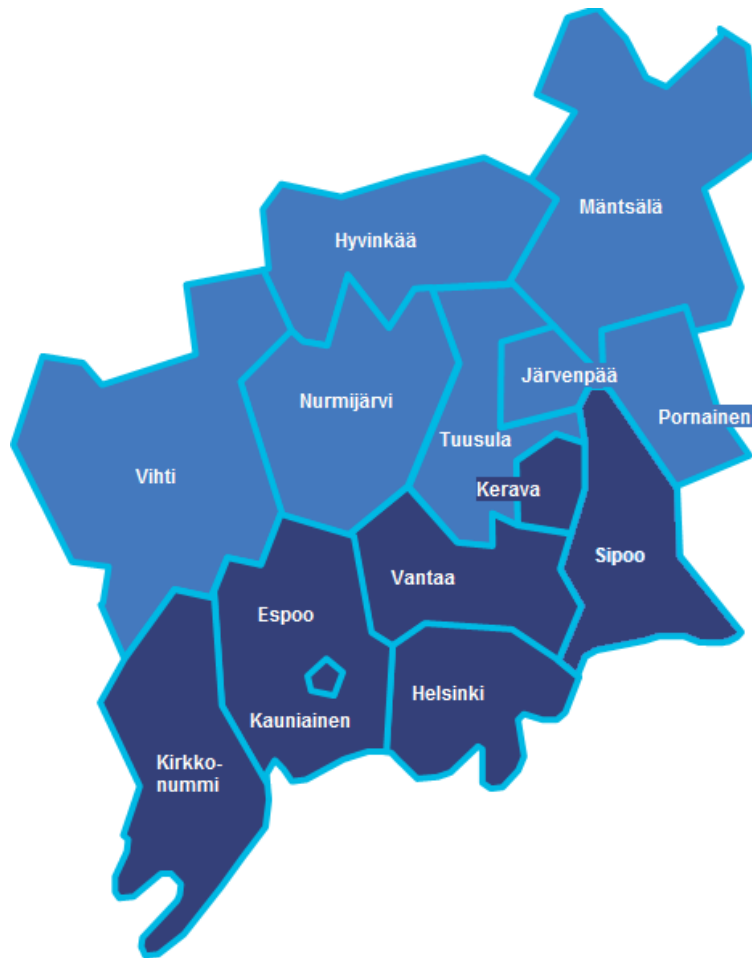 Mäntsälä
Hyvinkää
Järvenpää
Nurmijärvi
Pornainen
Tuusula
Vihti
Kerava
Sipoo
Vantaa
Espoo
Helsinki
Kauniainen
Kirkko-
nummi